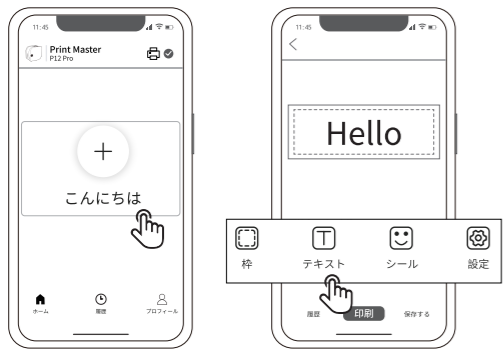 11:45
Print Master
P12 Pro
こんにちは
ホーム
履歴
プロフィール
11:45
Hello
枠
テキスト
シール
設定
履歴
印刷
保存する